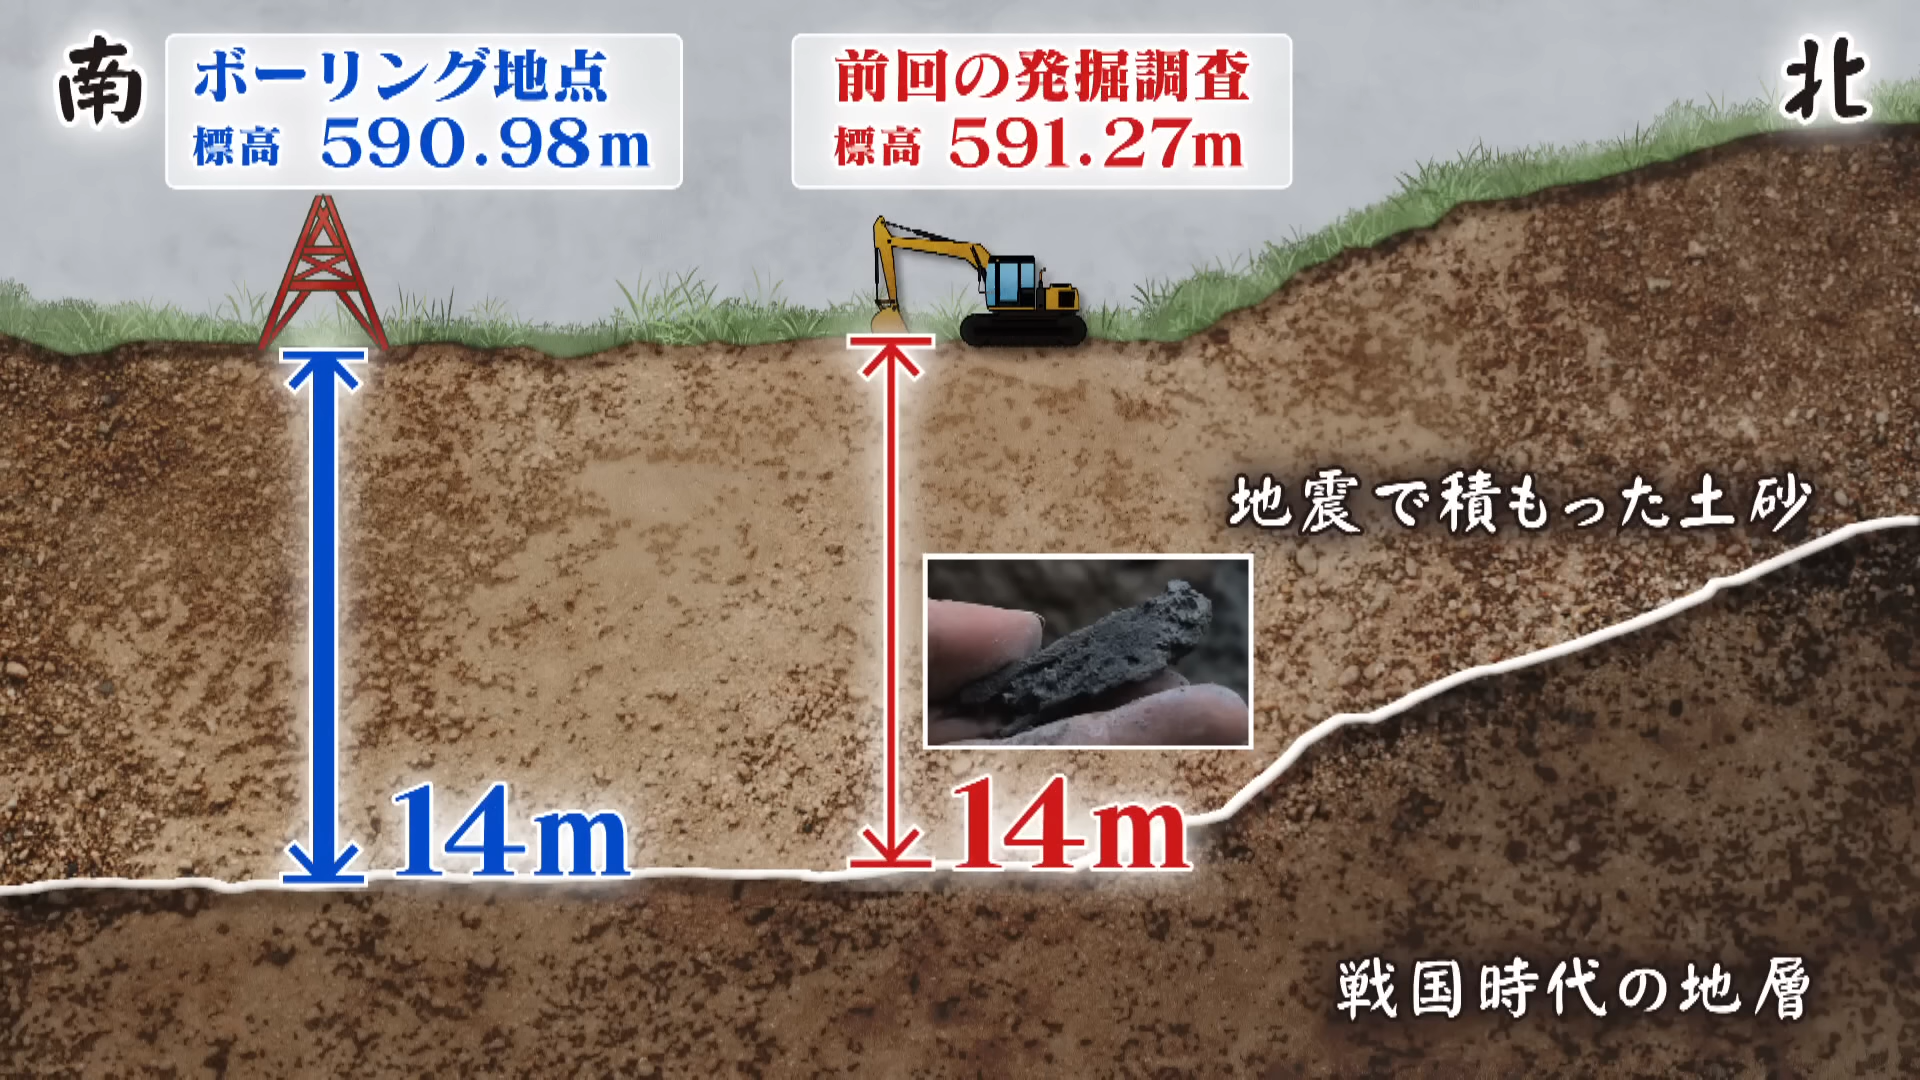 南
ボーリング地点
標高 590.98m
前回の発掘調査
標高 591.27m
北
地震で積もった土砂
14m
14m
戦国時代の地層